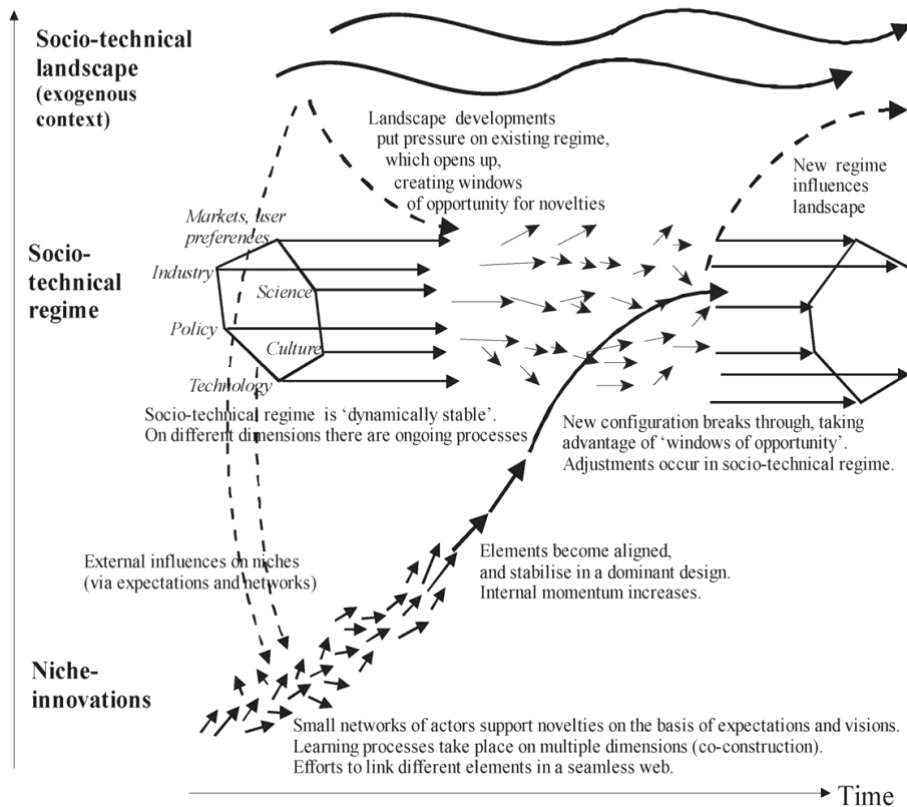 Socio-technical
landscape
(exogenous
context)
Landscape developments
put pressure on existing regime,
which opens up,
creating windows
of opportunity for novelties
New regime
influences
landscape
Markets, user
preferences
Socio-
technical
regime
Industry
Science
Policy
Culture
Technology
Socio-technical regime is ‘dynamically stable’.
On different dimensions there are ongoing processes
New configuration breaks through, taking
advantage of ‘windows of opportunity’.
Adjustments occur in socio-technical regime.
External influences on niches
(via expectations and networks)
Elements become aligned,
and stabilise in a dominant design.
Internal momentum increases.
Niche-
innovations
Small networks of actors support novelties on the basis of expectations and visions.
Learning processes take place on multiple dimensions (co-construction).
Efforts to link different elements in a seamless web.
Time